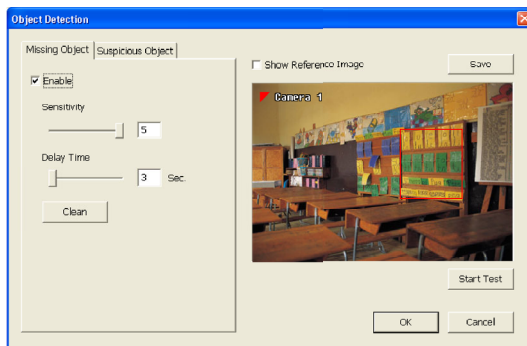 Object Detection
Missing Object
Suspicious Object
Enable
Sensitivity
5
Delay Time
3
Sec.
Clean
Show Reference Image
Save
Camera 1
Start Test
OK
Cancel